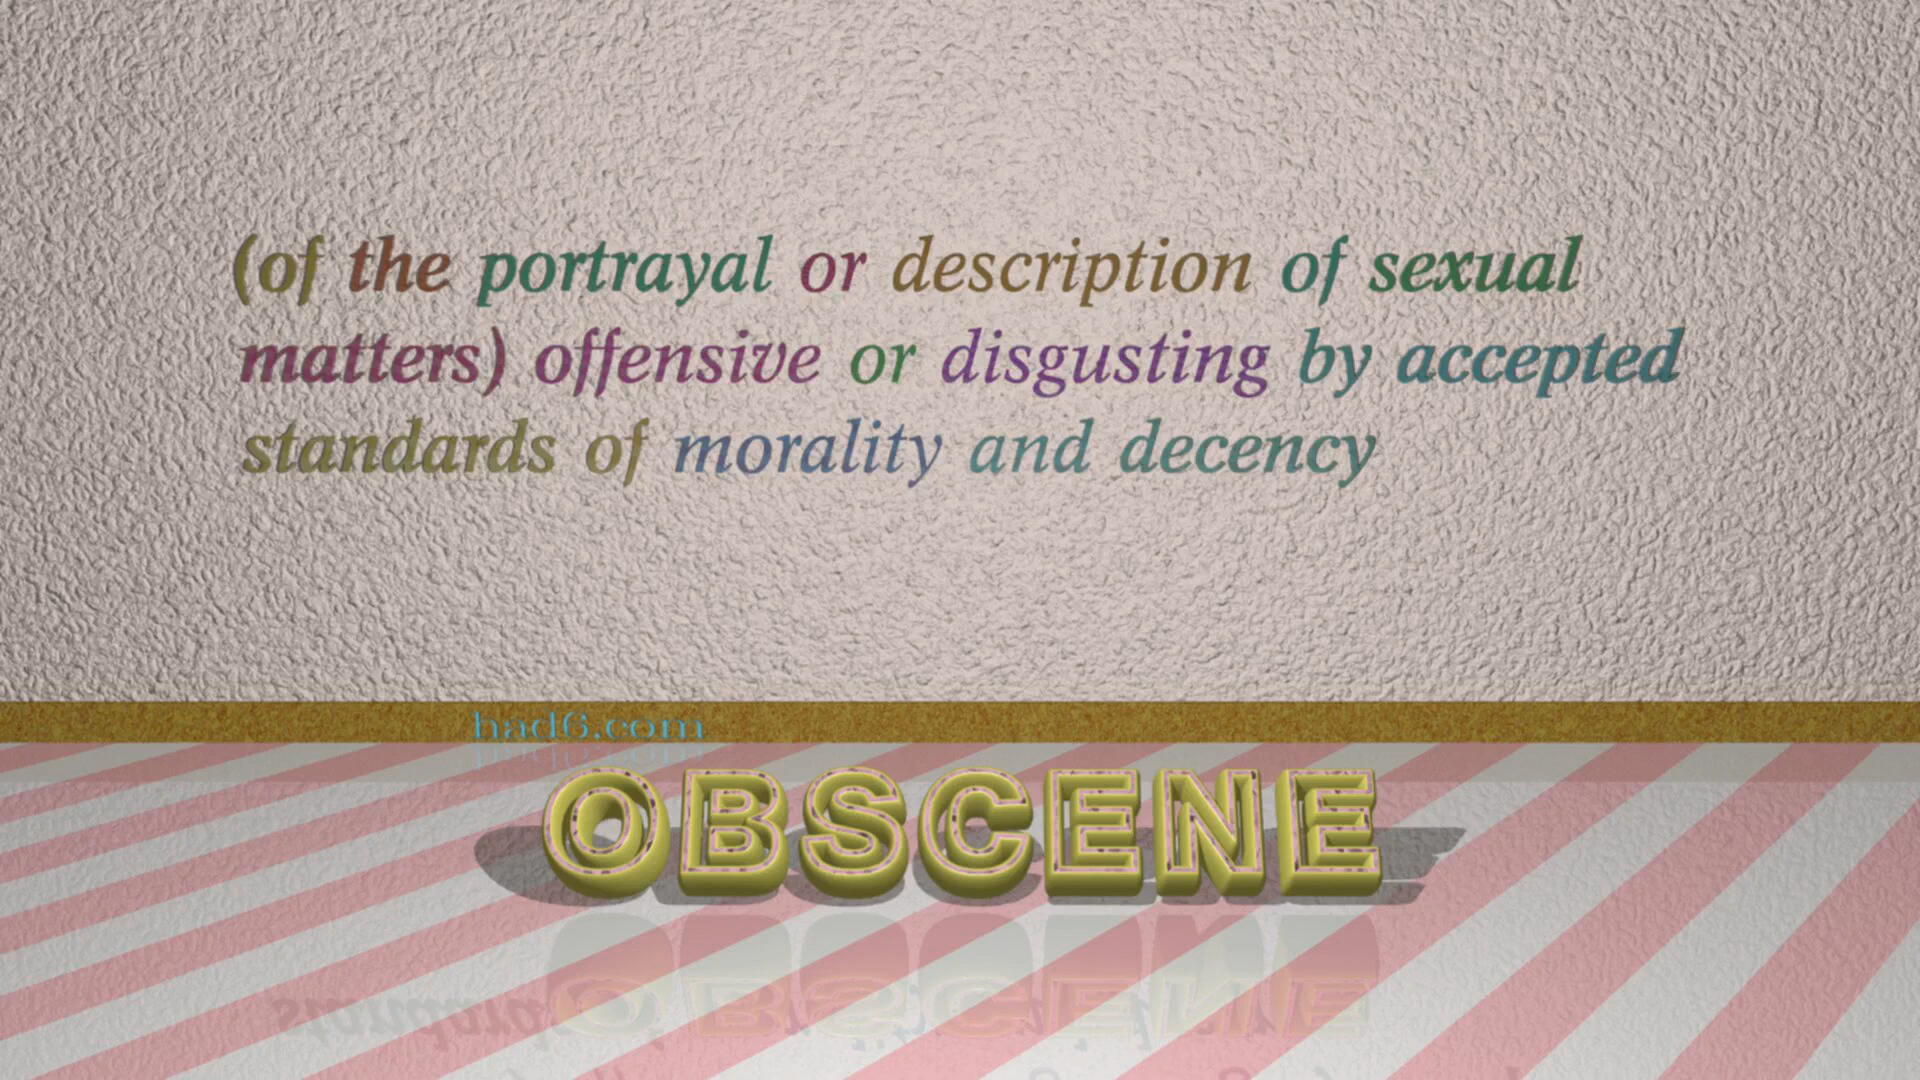 (of the portrayal or description of sexual
matters) offensive or disgusting by accepted
standards of morality and decency
had6.com
OBSCENE